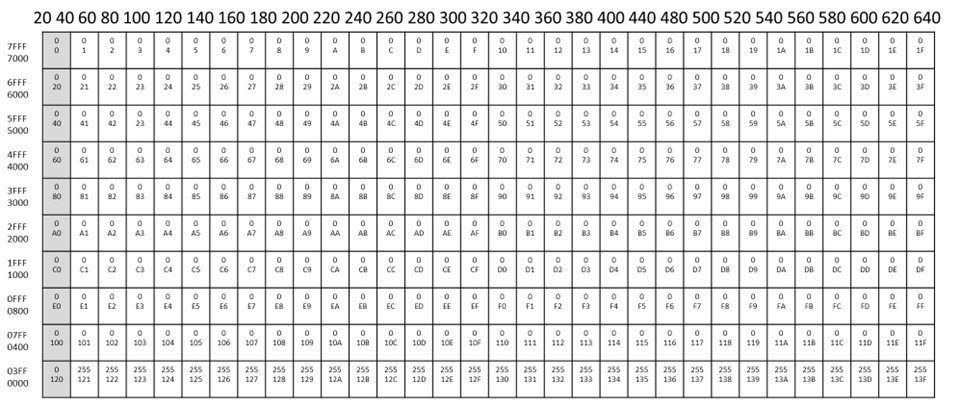 20 40 60 80 100 120 140 160 180 200 220 240 260 280 300 320 340 360 380 400 420 440 460 480 500 520 540 560 580 600 620 640
7FFF 0 0 0 0 0 0 0 0 0 0 0 0 0 0 0 0 0 0 0 0 0 0 0 0 0 0 0 0 0 0 0 0
7000 0 1 2 3 4 5 6 7 8 9 A B C D E F 10 11 12 13 14 15 16 17 18 19 1A 1B 1C 1D 1E 1F
6FFF 0 0 0 0 0 0 0 0 0 0 0 0 0 0 0 0 0 0 0 0 0 0 0 0 0 0 0 0 0 0 0 0
6000 20 21 22 23 24 25 26 27 28 29 2A 2B 2C 2D 2E 2F 30 31 32 33 34 35 36 37 38 39 3A 3B 3C 3D 3E 3F
5FFF 0 0 0 0 0 0 0 0 0 0 0 0 0 0 0 0 0 0 0 0 0 0 0 0 0 0 0 0 0 0 0 0
5000 40 41 42 23 44 45 46 47 48 49 4A 4B 4C 4D 4E 4F 50 51 52 53 54 55 56 57 58 59 5A 5B 5C 5D 5E 5F
4FFF 0 0 0 0 0 0 0 0 0 0 0 0 0 0 0 0 0 0 0 0 0 0 0 0 0 0 0 0 0 0 0 0
4000 60 61 62 63 64 65 66 67 68 69 6A 6B 6C 6D 6E 6F 70 71 72 73 74 75 76 77 78 79 7A 7B 7C 7D 7E 7F
3FFF 0 0 0 0 0 0 0 0 0 0 0 0 0 0 0 0 0 0 0 0 0 0 0 0 0 0 0 0 0 0 0 0
3000 80 81 82 83 84 85 86 87 88 89 8A 8B 8C 8D 8E 8F 90 91 92 93 94 95 96 97 98 99 9A 9B 9C 9D 9E 9F
2FFF 0 0 0 0 0 0 0 0 0 0 0 0 0 0 0 0 0 0 0 0 0 0 0 0 0 0 0 0 0 0 0 0
2000 A0 A1 A2 A3 A4 A5 A6 A7 A8 A9 AA AB AC AD AE AF B0 B1 B2 B3 B4 B5 B6 B7 B8 B9 BA BB BC BD BE BF
1FFF 0 0 0 0 0 0 0 0 0 0 0 0 0 0 0 0 0 0 0 0 0 0 0 0 0 0 0 0 0 0 0 0
1000 C0 C1 C2 C3 C4 C5 C6 C7 C8 C9 CA CB CC CD CE CF D0 D1 D2 D3 D4 D5 D6 D7 D8 D9 DA DB DC DD DE DF
0FFF 0 0 0 0 0 0 0 0 0 0 0 0 0 0 0 0 0 0 0 0 0 0 0 0 0 0 0 0 0 0 0 0
0800 E0 E1 E2 E3 E4 E5 E6 E7 E8 E9 EA EB EC ED EE EF F0 F1 F2 F3 F4 F5 F6 F7 F8 F9 FA FB FC FD FE FF
07FF 0 0 0 0 0 0 0 0 0 0 0 0 0 0 0 0 0 0 0 0 0 0 0 0 0 0 0 0 0 0 0 0
0400 100 101 102 103 104 105 106 107 108 109 10A 10B 10C 10D 10E 10F 110 111 112 113 114 115 116 117 118 119 11A 11B 11C 11D 11E 11F
03FF 0 255 255 255 255 255 255 255 255 255 255 255 255 255 255 255 255 255 255 255 255 255 255 255 255 255 255 255 255 255 255 255
0000 120 121 122 123 124 125 126 127 128 129 12A 12B 12C 12D 12E 12F 130 131 132 133 134 135 136 137 138 139 13A 13B 13C 13D 13E 13F